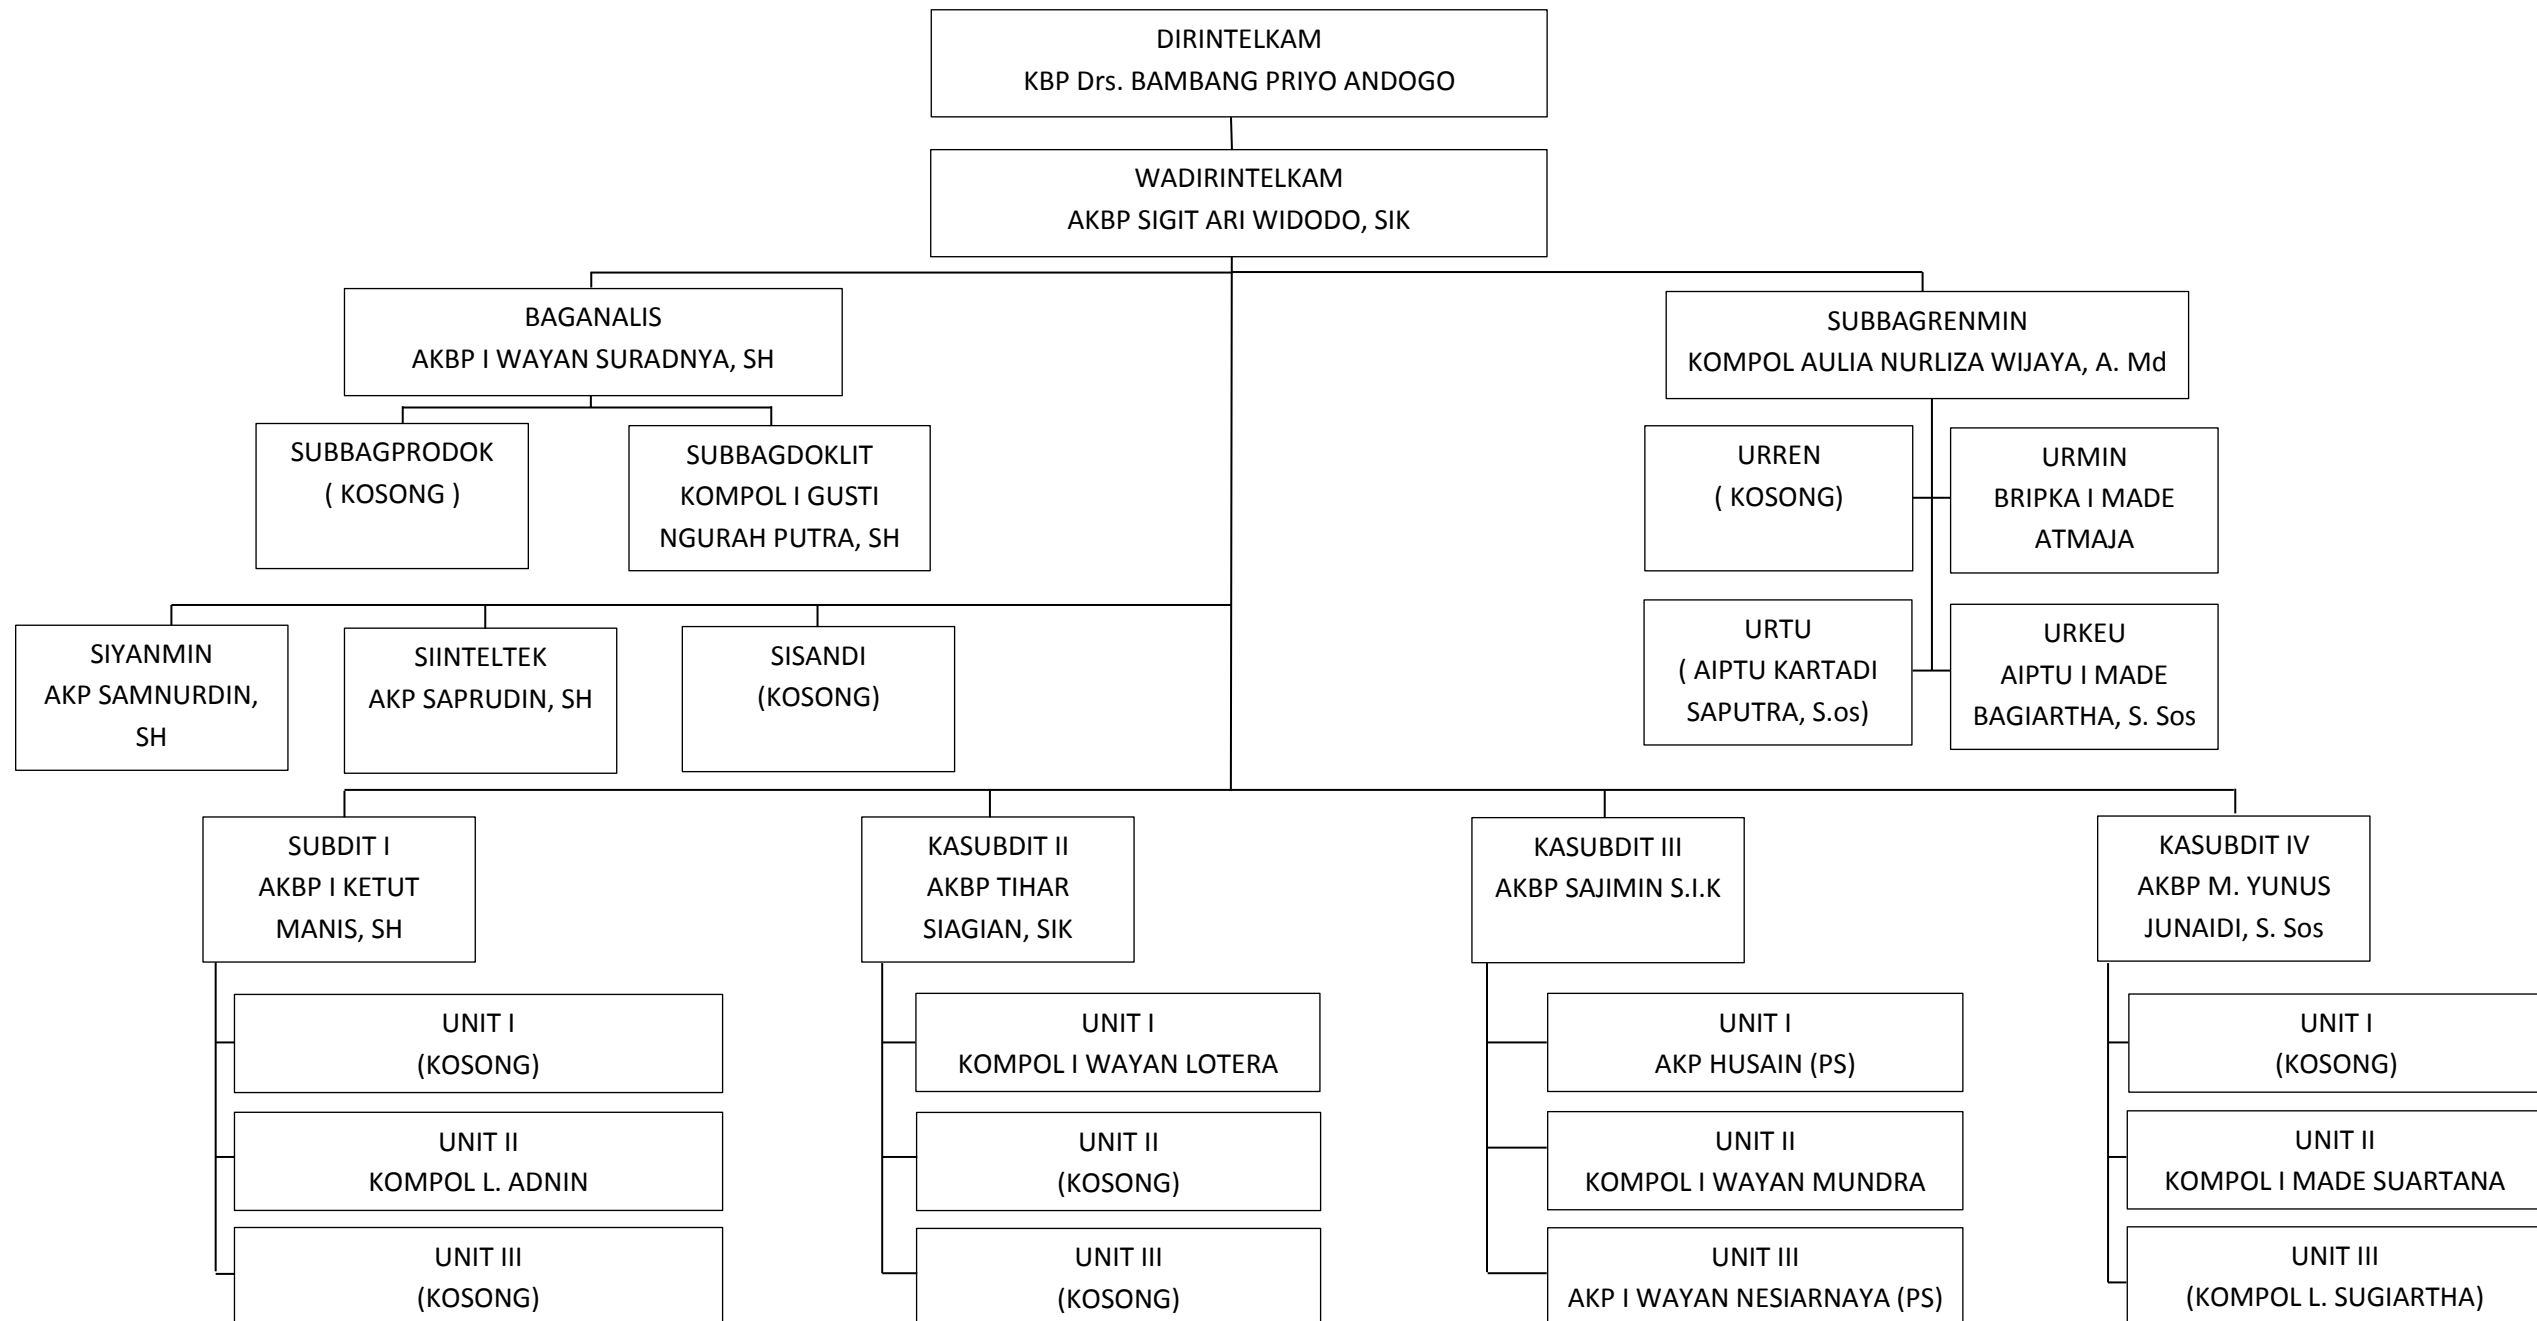 DIRINTELKAM
KBP Drs. BAMBANG PRIYO ANDOGO
WADIRINTELKAM
AKBP SIGIT ARI WIDODO, SIK
BAGANALIS
AKBP I WAYAN SURADNYA, SH
SUBBAGRENMIN
KOMPOL AULIA NURLIZA WIJAYA, A. Md
SUBBAGPRODOK
( KOSONG )
SUBBAGDOKLIT
KOMPOL I GUSTI
NGURAH PUTRA, SH
URREN
( KOSONG)
URMIN
BRIPKA I MADE
ATMAJA
URTU
( AIPTU KARTADI
SAPUTRA, S.os)
URKEU
AIPTU I MADE
BAGIARTHA, S. Sos
SIYANMIN
AKP SAMNURDIN,
SH
SIINTELTEK
AKP SAPRUDIN, SH
SISANDI
(KOSONG)
SUBDIT I
AKBP I KETUT
MANIS, SH
KASUBDIT II
AKBP TIHAR
SIAGIAN, SIK
KASUBDIT III
AKBP SAJIMIN S.I.K
KASUBDIT IV
AKBP M. YUNUS
JUNAIDI, S. Sos
UNIT I
(KOSONG)
UNIT II
KOMPOL L. ADNIN
UNIT III
(KOSONG)
UNIT I
KOMPOL I WAYAN LOTERA
UNIT II
(KOSONG)
UNIT III
(KOSONG)
UNIT I
AKP HUSAIN (PS)
UNIT II
KOMPOL I WAYAN MUNDRA
UNIT III
AKP I WAYAN NESIARNAYA (PS)
UNIT I
(KOSONG)
UNIT II
KOMPOL I MADE SUARTANA
UNIT III
(KOMPOL L. SUGIARTHA)